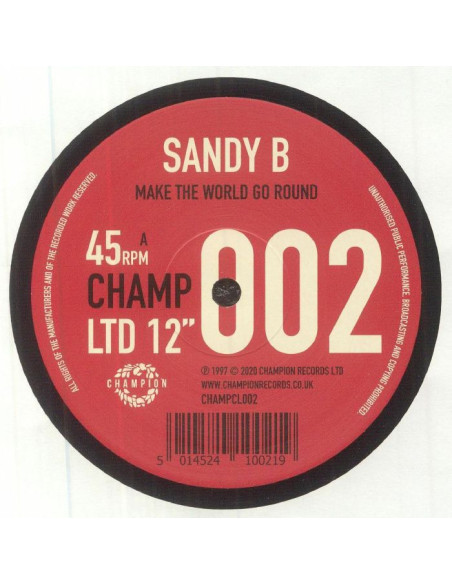 SANDY B
MAKE THE WORLD GO ROUND
45 RPM A
CHAMP
LTD 12”
002
CHAMPION
℗ 1997 © 2020 CHAMPION RECORDS LTD
WWW.CHAMPIONRECORDS.CO.UK
CHAMPCL002
5 014524 100219
ALL RIGHTS OF THE MANUFACTURERS AND OF THE RECORDED WORK RESERVED.
UNAUTHORISED PUBLIC PERFORMANCE, BROADCASTING AND COPYING PROHIBITED.